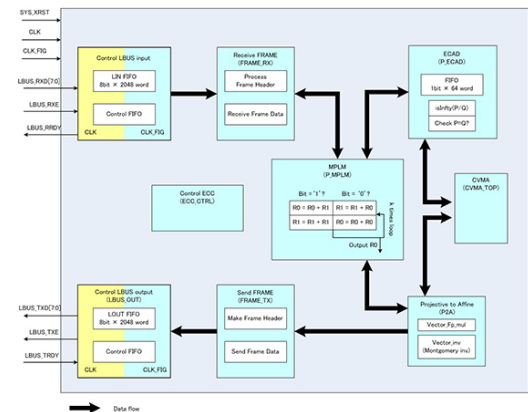 SYS_XRST
CLK
CLK_FIG
LBUS_RXD[7:0]
LBUS_RXE
LBUS_RRDY
Control LBUS input
LIN FIFO
8bit × 2048 word
Control FIFO
CLK
CLK_FIG
Receive FRAME
(FRAME_RX)
Process
Frame Header
Receive Frame Data
ECAD
(P_ECAD)
FIFO
1bit × 64 word
isInfty(P/Q)
Check P=Q?
MPLM
(P_MPLM)
Bit = '1'?
Bit = '0'?
R0 = R0 + R1
R1 = R1 + R0
R1 = R1 + R1
R0 = R0 + R0
k times loop
Output R0
CVMA
(CVMA_TOP)
Control ECC
(ECC_CTRL)
Control LBUS output
(LBUS_OUT)
LOUT FIFO
8bit × 2048 word
Control FIFO
CLK
CLK_FIG
LBUS_TXD[7:0]
LBUS_TXE
LBUS_TRDY
Send FRAME
(FRAME_TX)
Make Frame Header
Send Frame Data
Projective to Affine
(P2A)
Vector_Fp_mul
Vector_inv
(Montgomery inv)
Data flow